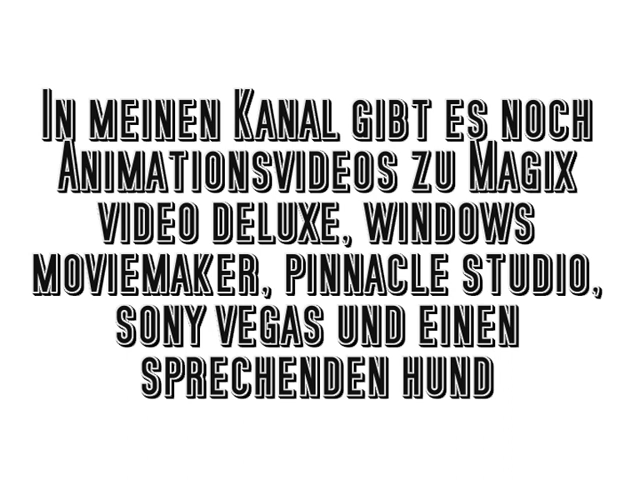 In meinen Kanal gibt es noch
Animationsvideos zu Magix
video deluxe, windows
moviemaker, pinnacle studio,
sony vegas und einen
sprechenden hund